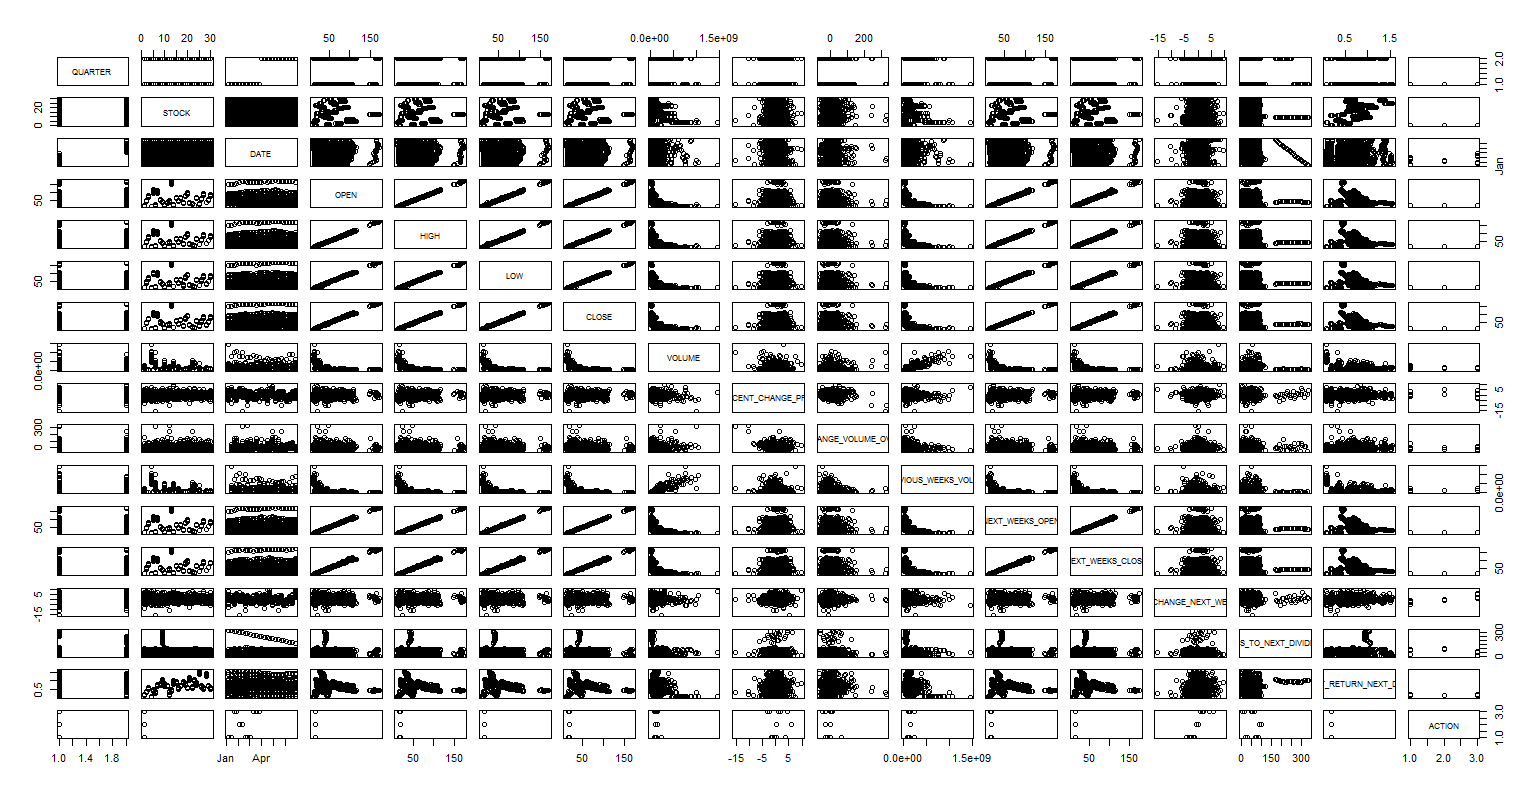 0 10 20 30 50 150 50 150 0.0e+00 1.5e+09 0 200 50 150 -15 -5 5 0.5 1.5
QUARTER 1.0 2.0
0 20 STOCK
DATE Jan
50 OPEN
HIGH 50
50 LOW
CLOSE 50
0.0e+00 VOLUME
CENT_CHANGE_PR -15 5
0 300 ANGE_VOLUME_OV
VIOUS_WEEKS_VOL 0.0e+00
50 NEXT_WEEKS_OPEN
EXT_WEEKS_CLOS 50
-15 5 CHANGE_NEXT_WE
S_TO_NEXT_DIVID 0 300
0.5 _RETURN_NEXT_D
ACTION 1.0 3.0
1.0 1.4 1.8 Jan Apr 50 150 50 150 -15 -5 5 0.0e+00 1.5e+09 50 150 0 150 300 1.0 2.0 3.0